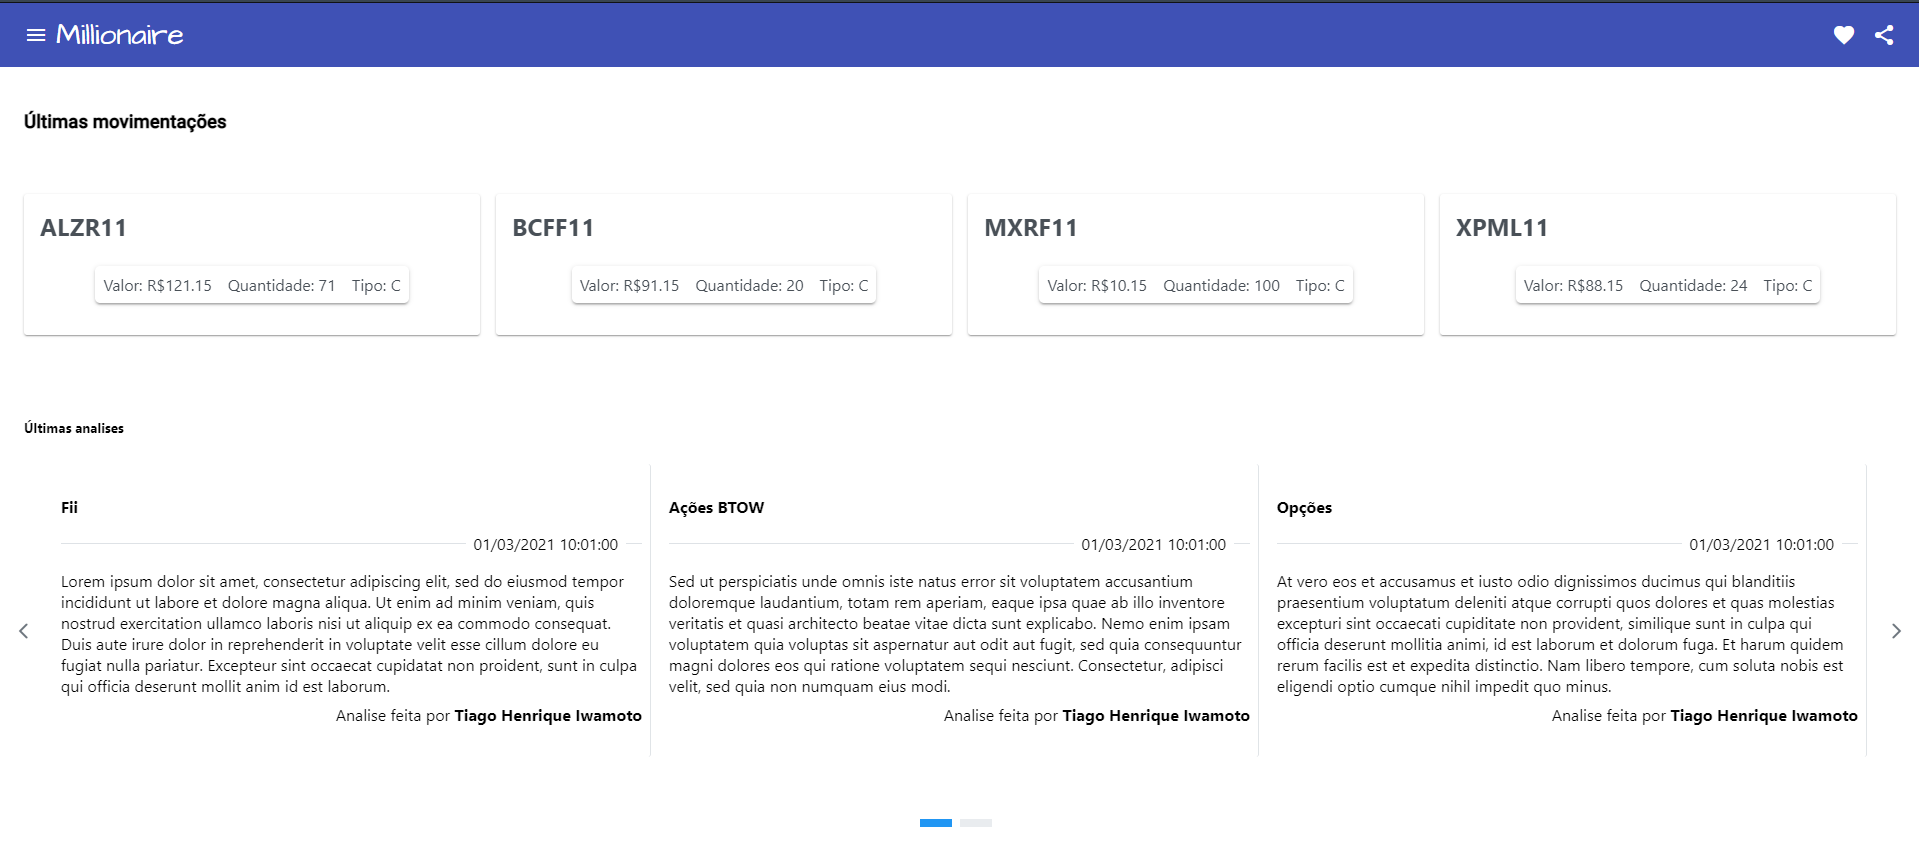 Millionaire
Últimas movimentações
ALZR11
Valor: R$121.15 Quantidade: 71 Tipo: C
BCFF11
Valor: R$91.15 Quantidade: 20 Tipo: C
MXRF11
Valor: R$10.15 Quantidade: 100 Tipo: C
XPML11
Valor: R$88.15 Quantidade: 24 Tipo: C
Últimas analises
Fii
01/03/2021 10:01:00
Lorem ipsum dolor sit amet, consectetur adipiscing elit, sed do eiusmod tempor
incididunt ut labore et dolore magna aliqua. Ut enim ad minim veniam, quis
nostrud exercitation ullamco laboris nisi ut aliquip ex ea commodo consequat.
Duis aute irure dolor in reprehenderit in voluptate velit esse cillum dolore eu
fugiat nulla pariatur. Excepteur sint occaecat cupidatat non proident, sunt in culpa
qui officia deserunt mollit anim id est laborum.
Analise feita por Tiago Henrique Iwamoto
Ações BTOW
01/03/2021 10:01:00
Sed ut perspiciatis unde omnis iste natus error sit voluptatem accusantium
doloremque laudantium, totam rem aperiam, eaque ipsa quae ab illo inventore
veritatis et quasi architecto beatae vitae dicta sunt explicabo. Nemo enim ipsam
voluptatem quia voluptas sit aspernatur aut odit aut fugit, sed quia consequuntur
magni dolores eos qui ratione voluptatem sequi nesciunt. Consectetur, adipisci
velit, sed quia non numquam eius modi.
Analise feita por Tiago Henrique Iwamoto
Opções
01/03/2021 10:01:00
At vero eos et accusamus et iusto odio dignissimos ducimus qui blanditiis
praesentium voluptatum deleniti atque corrupti quos dolores et quas molestias
excepturi sint occaecati cupiditate non provident, similique sunt in culpa qui
officia deserunt mollitia animi, id est laborum et dolorum fuga. Et harum quidem
rerum facilis est et expedita distinctio. Nam libero tempore, cum soluta nobis est
eligendi optio cumque nihil impedit quo minus.
Analise feita por Tiago Henrique Iwamoto